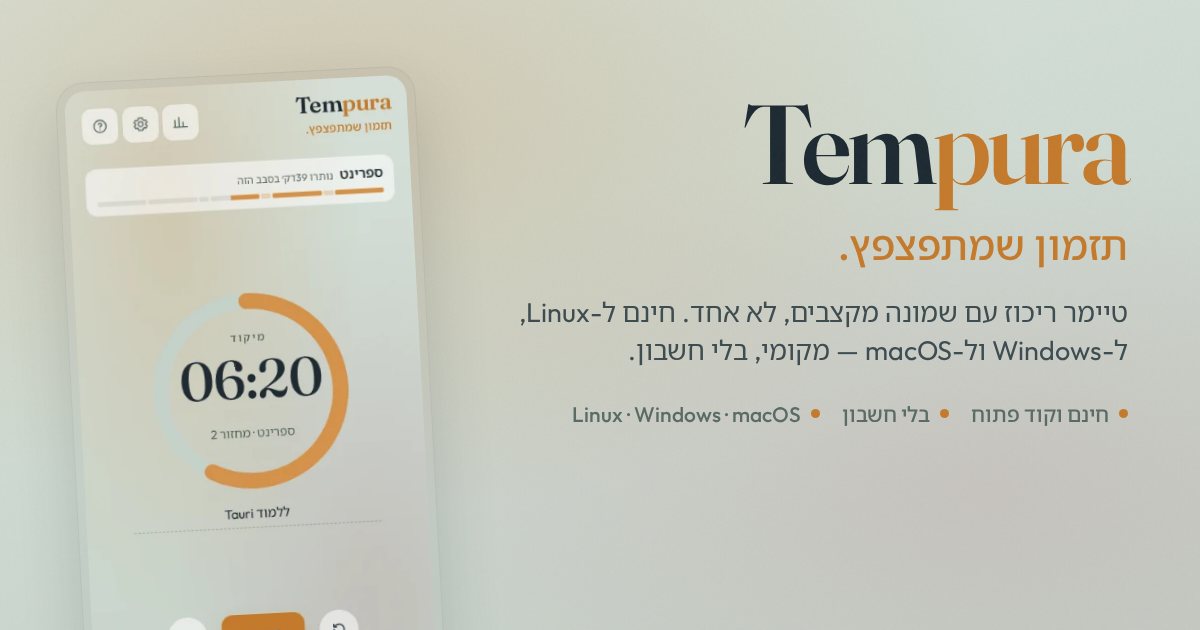 Tempura
תזמון שמתפצפץ.
טיימר ריכוז עם שמונה מקצבים, לא אחד. חינם ל-Linux,
ל-Windows ול-macOS — מקומי, בלי חשבון.
חינם וקוד פתוח • בלי חשבון • Linux · Windows · macOS
Tempura
תזמון שמתפצפץ.
ספרינט נותרו 39דק׳ בסבב הזה
מיקוד
06:20
ספרינט · מחזור 2
ללמוד Tauri